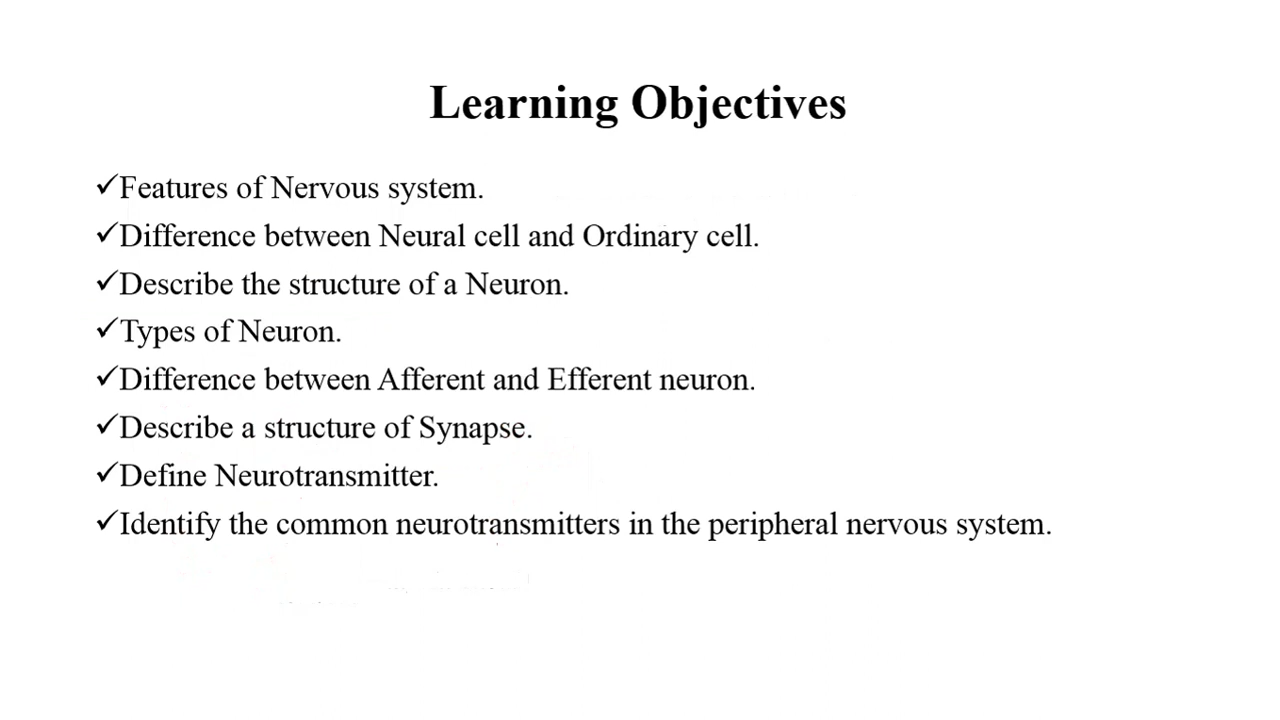 Learning Objectives
✓Features of Nervous system.
✓Difference between Neural cell and Ordinary cell.
✓Describe the structure of a Neuron.
✓Types of Neuron.
✓Difference between Afferent and Efferent neuron.
✓Describe a structure of Synapse.
✓Define Neurotransmitter.
✓Identify the common neurotransmitters in the peripheral nervous system.